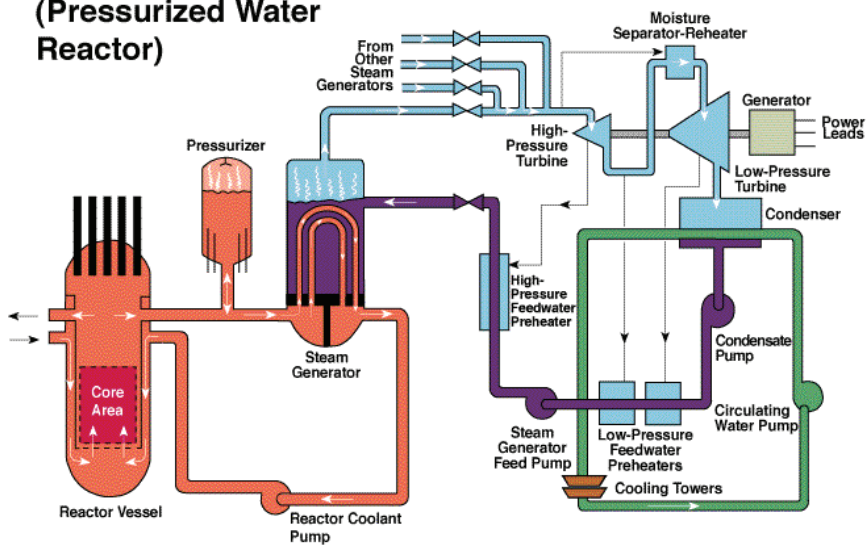 (Pressurized Water
Reactor)
Moisture
Separator-Reheater
From
Other
Steam
Generators
Generator
Power
Leads
High-
Pressure
Turbine
Pressurizer
Low-Pressure
Turbine
Condenser
High-
Pressure
Feedwater
Preheater
Steam
Generator
Condensate
Pump
Core
Area
Circulating
Water Pump
Steam
Generator
Feed Pump
Low-Pressure
Feedwater
Preheaters
Cooling Towers
Reactor Vessel
Reactor Coolant
Pump